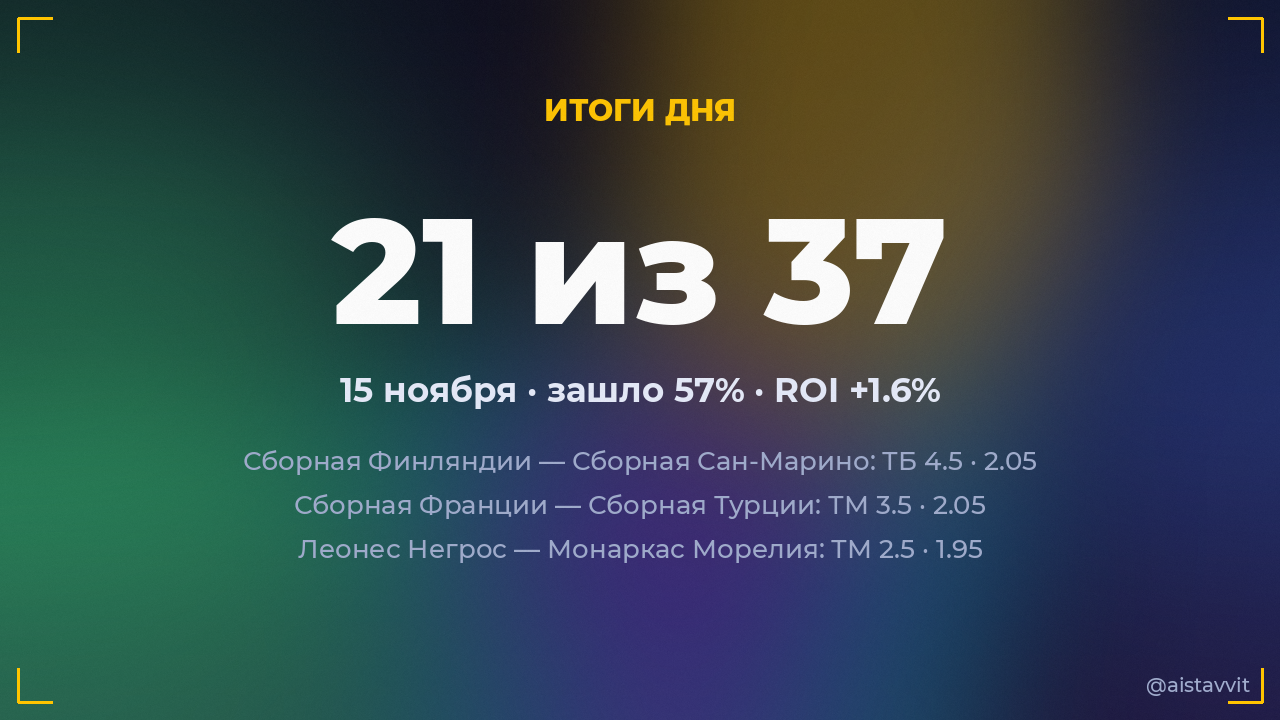 ИТОГИ ДНЯ
21 из 37
15 ноября · зашло 57% · ROI +1.6%
Сборная Финляндии — Сборная Сан-Марино: ТБ 4.5 · 2.05
Сборная Франции — Сборная Турции: ТМ 3.5 · 2.05
Леонес Негрос — Монаркас Морелия: ТМ 2.5 · 1.95
@aistavvit